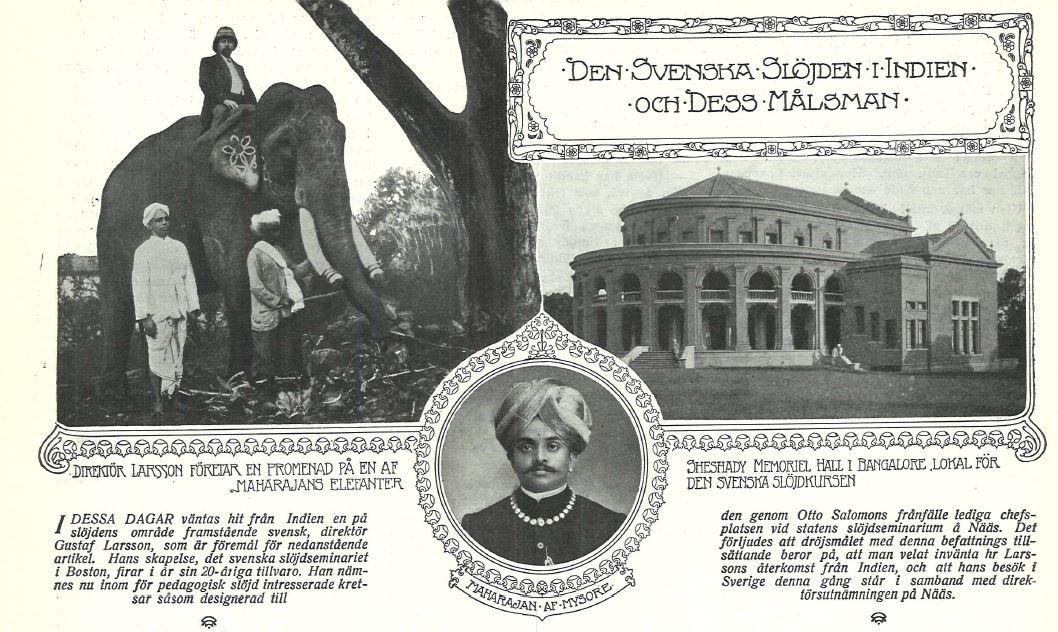 ·DEN·SVENSKA·SLÖJDEN·I·INDIEN·
·OCH·DESS·MÅLSMAN·
DIREKTÖR LARSSON FÖRETAR EN PROMENAD PÅ EN AF
MAHARAJANS ELEFANTER
SHESHADY MEMORIEL HALL I BANGALORE, LOKAL FÖR
DEN SVENSKA SLÖJDKURSEN
MAHARAJAN·AF·MYSORE
I DESSA DAGAR väntas hit från Indien en på
slöjdens område framstående svensk, direktör
Gustaf Larsson, som är föremål för nedanstående
artikel. Hans skapelse, det svenska slöjdseminariet
i Boston, firar i år sin 20-åriga tillvaro. Han näm-
nes nu inom för pedagogisk slöjd intresserade kret-
sar såsom designerad till
den genom Otto Salomons frånfälle lediga chefs-
platsen vid statens slöjdseminarium å Nääs. Det
förljudes att dröjsmålet med denna befattnings till-
sättande beror på, att man velat invänta hr Lars-
sons återkomst från Indien, och att hans besök i
Sverige denna gång står i samband med direk-
törsutnämningen på Nääs.